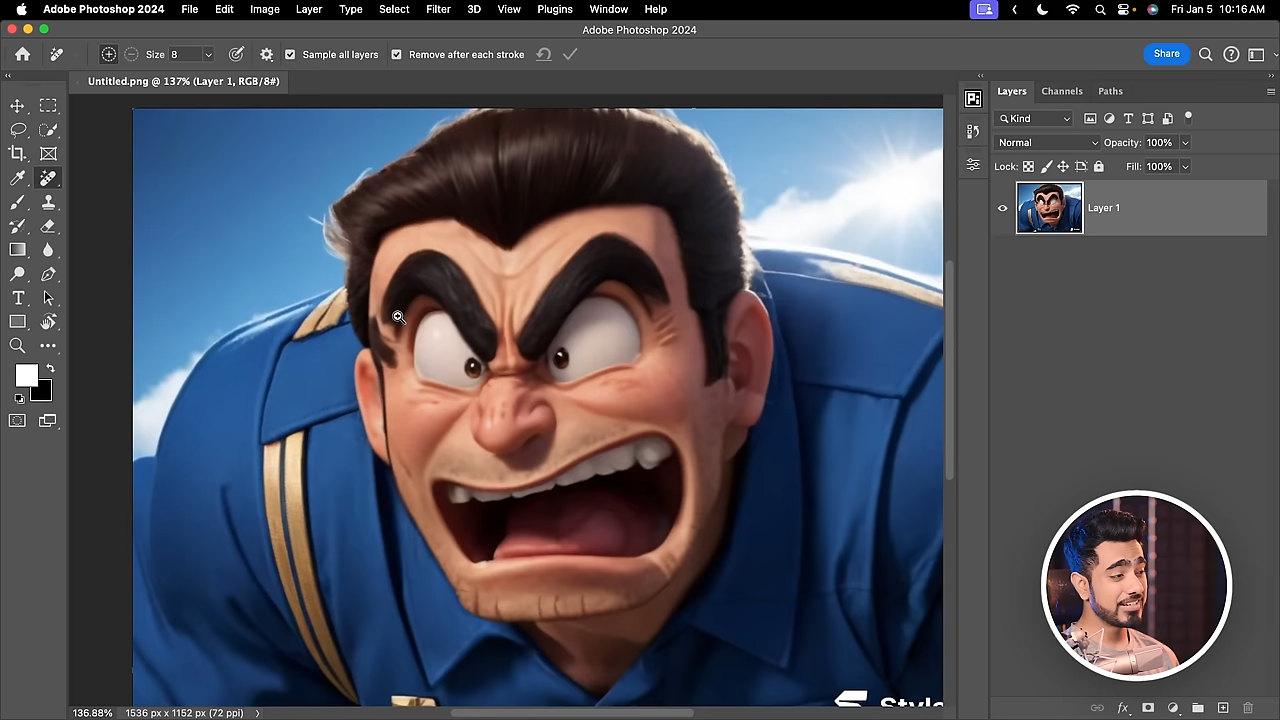 Adobe Photoshop 2024 File Edit Image Layer Type Select Filter 3D View Plugins Window Help Fri Jan 5 10:16 AM
Adobe Photoshop 2024
Size 8 Sample all layers Remove after each stroke Share
Untitled.png @ 137% (Layer 1, RGB/8#)
Layers Channels Paths
Kind
Normal Opacity: 100%
Lock: Fill: 100%
Layer 1
Style
136.88% 1536 px x 1152 px (72 ppi)